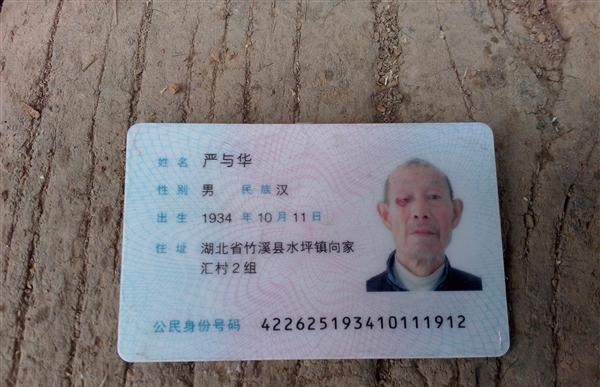 姓名 严与华
性别 男 民族 汉
出生 1934 年 10 月 11 日
住址 湖北省竹溪县水坪镇向家
汇村2组
公民身份号码 422625193410111912